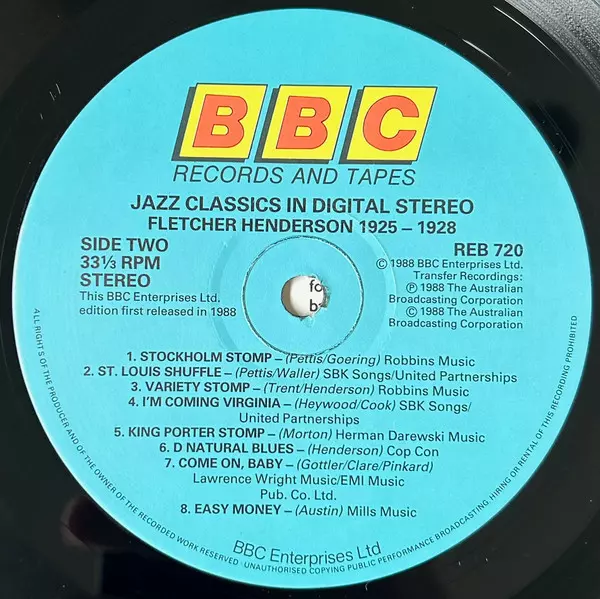 BBC
RECORDS AND TAPES
JAZZ CLASSICS IN DIGITAL STEREO
FLETCHER HENDERSON 1925 – 1928
SIDE TWO
33⅓ RPM
STEREO
This BBC Enterprises Ltd.
edition first released in 1988
REB 720
© 1988 BBC Enterprises Ltd.
Transfer Recordings:
℗ 1988 The Australian
Broadcasting Corporation
© 1988 The Australian
Broadcasting Corporation
fo
b
1. STOCKHOLM STOMP – (Pettis/Goering) Robbins Music
2. ST. LOUIS SHUFFLE – (Pettis/Waller) SBK Songs/United Partnerships
3. VARIETY STOMP – (Trent/Henderson) Robbins Music
4. I'M COMING VIRGINIA – (Heywood/Cook) SBK Songs/
United Partnerships
5. KING PORTER STOMP – (Morton) Herman Darewski Music
6. D NATURAL BLUES – (Henderson) Cop Con
7. COME ON, BABY – (Gottler/Clare/Pinkard)
Lawrence Wright Music/EMI Music
Pub. Co. Ltd.
8. EASY MONEY – (Austin) Mills Music
BBC Enterprises Ltd
ALL RIGHTS OF THE PRODUCER AND OF THE OWNER OF THE RECORDED WORK RESERVED · UNAUTHORISED COPYING PUBLIC PERFORMANCE BROADCASTING HIRING OR RENTAL OF THIS RECORDING PROHIBITED